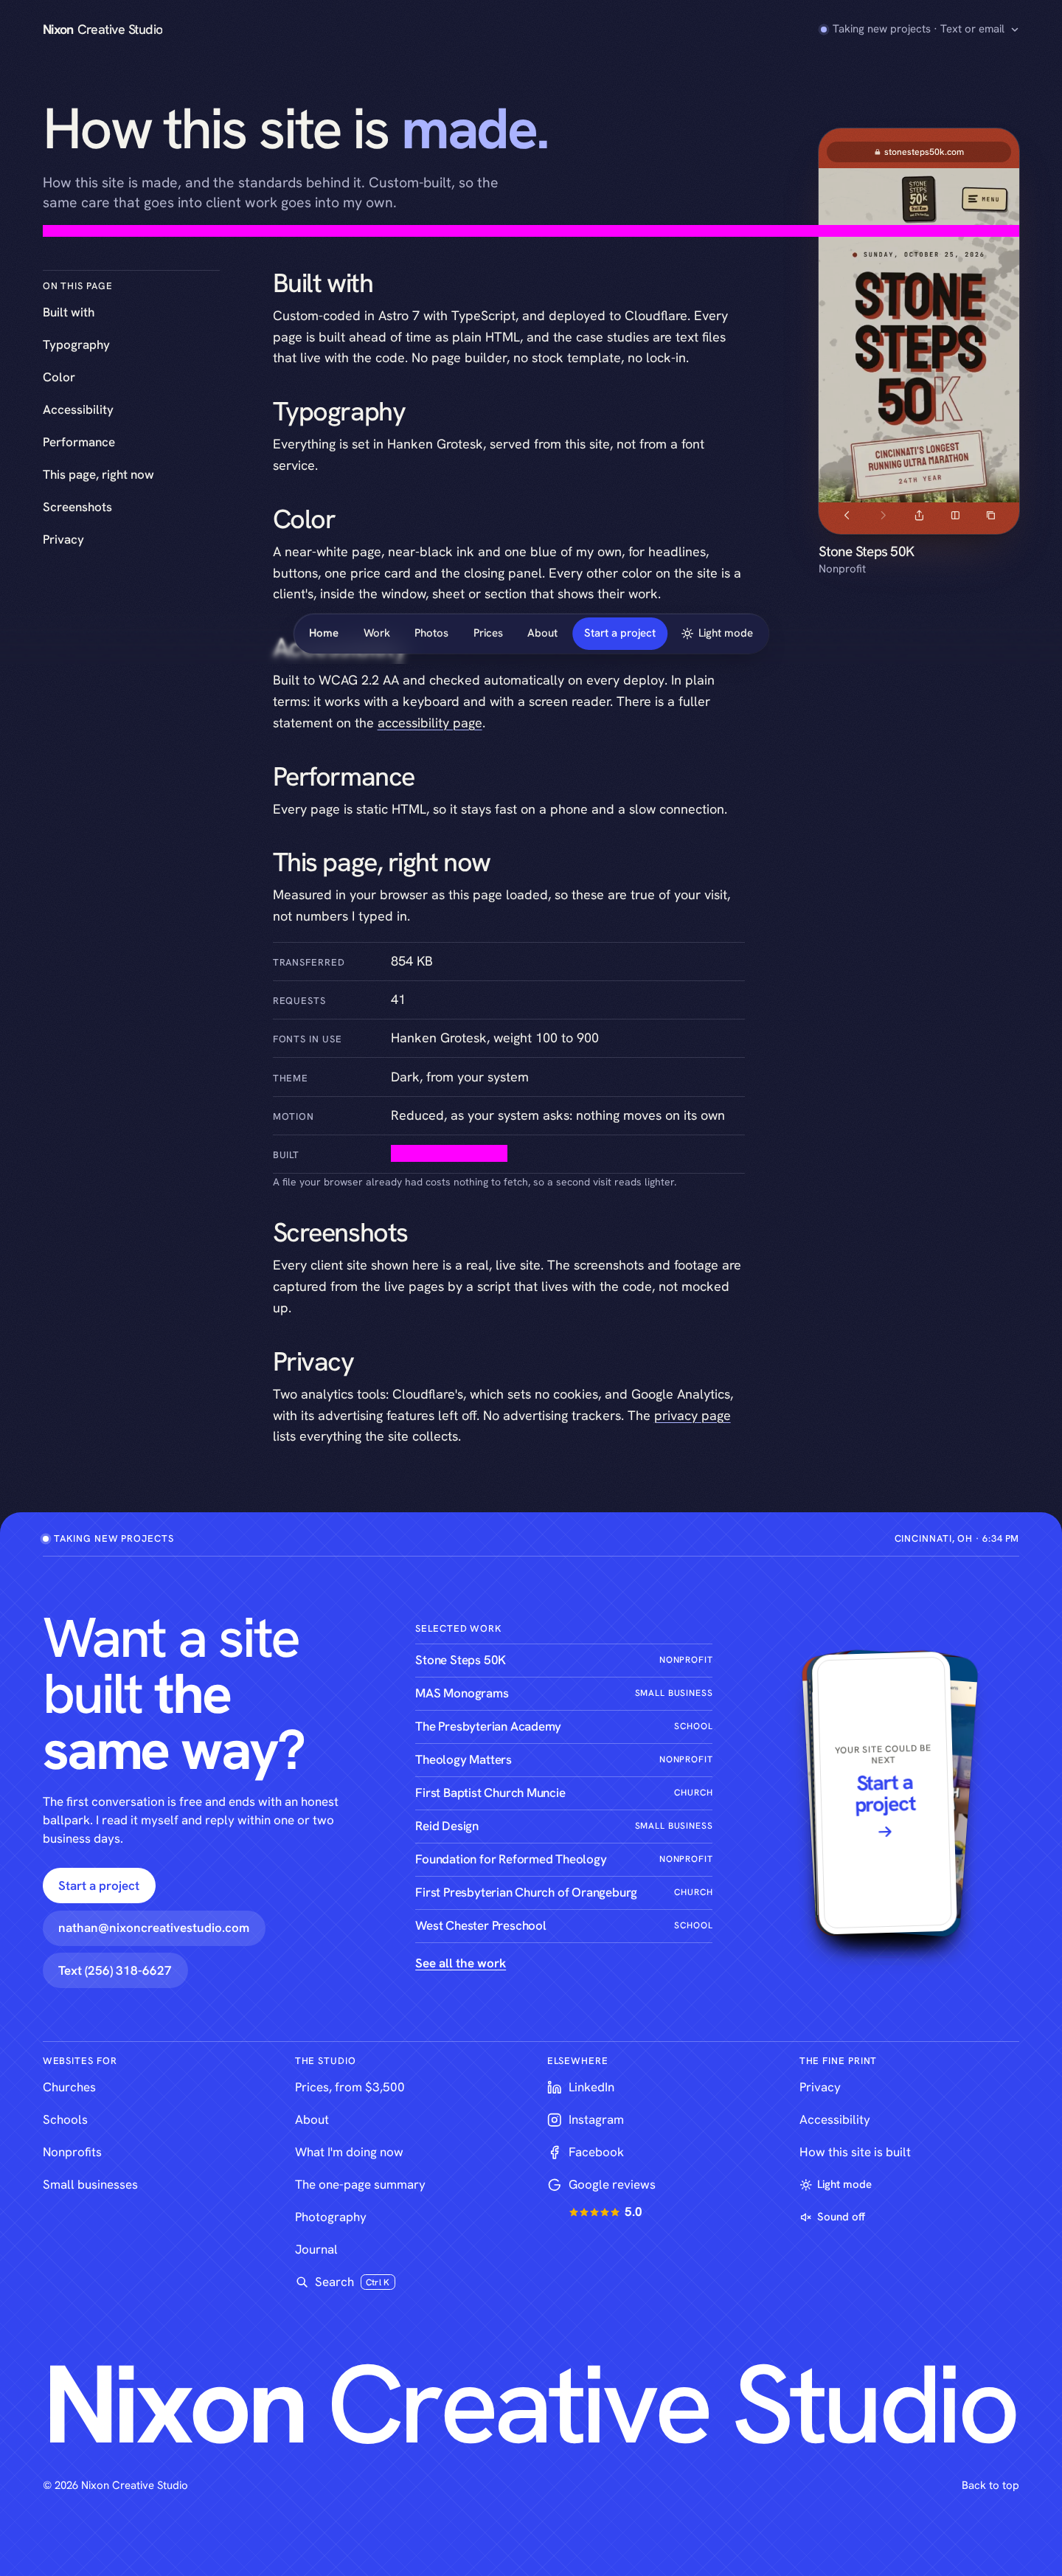 Nixon Creative Studio
Taking new projects · Text or email
How this site is made.
How this site is made, and the standards behind it. Custom-built, so the
same care that goes into client work goes into my own.
stonesteps50k.com
STONE
STEPS
50K
MENU
SUNDAY, OCTOBER 25, 2026
STONE
STEPS
50K
CINCINNATI'S LONGEST
RUNNING ULTRA MARATHON
24TH YEAR
Stone Steps 50K
Nonprofit
ON THIS PAGE
Built with
Typography
Color
Accessibility
Performance
This page, right now
Screenshots
Privacy
Built with
Custom-coded in Astro 7 with TypeScript, and deployed to Cloudflare. Every
page is built ahead of time as plain HTML, and the case studies are text files
that live with the code. No page builder, no stock template, no lock-in.
Typography
Everything is set in Hanken Grotesk, served from this site, not from a font
service.
Color
A near-white page, near-black ink and one blue of my own, for headlines,
buttons, one price card and the closing panel. Every other color on the site is a
client's, inside the window, sheet or section that shows their work.
Home
Work
Photos
Prices
About
Start a project
Light mode
Built to WCAG 2.2 AA and checked automatically on every deploy. In plain
terms: it works with a keyboard and with a screen reader. There is a fuller
statement on the accessibility page.
Performance
Every page is static HTML, so it stays fast on a phone and a slow connection.
This page, right now
Measured in your browser as this page loaded, so these are true of your visit,
not numbers I typed in.
TRANSFERRED 854 KB
REQUESTS 41
FONTS IN USE Hanken Grotesk, weight 100 to 900
THEME Dark, from your system
MOTION Reduced, as your system asks: nothing moves on its own
BUILT
A file your browser already had costs nothing to fetch, so a second visit reads lighter.
Screenshots
Every client site shown here is a real, live site. The screenshots and footage are
captured from the live pages by a script that lives with the code, not mocked
up.
Privacy
Two analytics tools: Cloudflare's, which sets no cookies, and Google Analytics,
with its advertising features left off. No advertising trackers. The privacy page
lists everything the site collects.
TAKING NEW PROJECTS
CINCINNATI, OH · 6:34 PM
Want a site
built the
same way?
The first conversation is free and ends with an honest
ballpark. I read it myself and reply within one or two
business days.
Start a project
nathan@nixoncreativestudio.com
Text (256) 318-6627
SELECTED WORK
Stone Steps 50K NONPROFIT
MAS Monograms SMALL BUSINESS
The Presbyterian Academy SCHOOL
Theology Matters NONPROFIT
First Baptist Church Muncie CHURCH
Reid Design SMALL BUSINESS
Foundation for Reformed Theology NONPROFIT
First Presbyterian Church of Orangeburg CHURCH
West Chester Preschool SCHOOL
See all the work
YOUR SITE COULD BE
NEXT
Start a
project
WEBSITES FOR
Churches
Schools
Nonprofits
Small businesses
THE STUDIO
Prices, from $3,500
About
What I'm doing now
The one-page summary
Photography
Journal
Search Ctrl K
ELSEWHERE
LinkedIn
Instagram
Facebook
Google reviews
5.0
THE FINE PRINT
Privacy
Accessibility
How this site is built
Light mode
Sound off
Nixon Creative Studio
© 2026 Nixon Creative Studio
Back to top